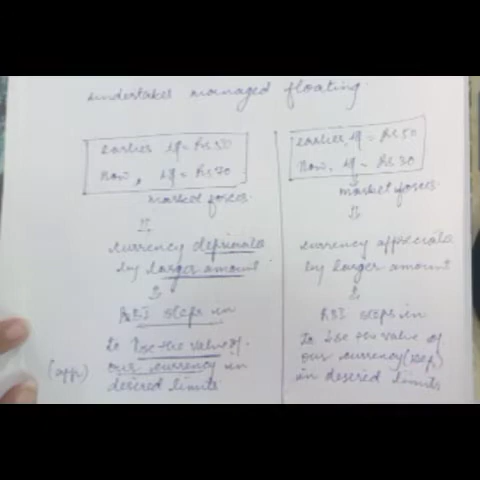 undertakes managed floating.
earlier 1$ = Rs 50
Now, 1$ = Rs 70
market forces
⇓
currency depriciates
by larger amount
⇓
RBI steps in
to ↑se the value of
(app.) our currency in
desired limits
earlier, 1$ = Rs 50
Now, 1$ = Rs 30
market forces
⇓
currency appreciates
by larger amount
⇓
RBI steps in
to ↓se the value of
our currency (dep.)
in desired limits